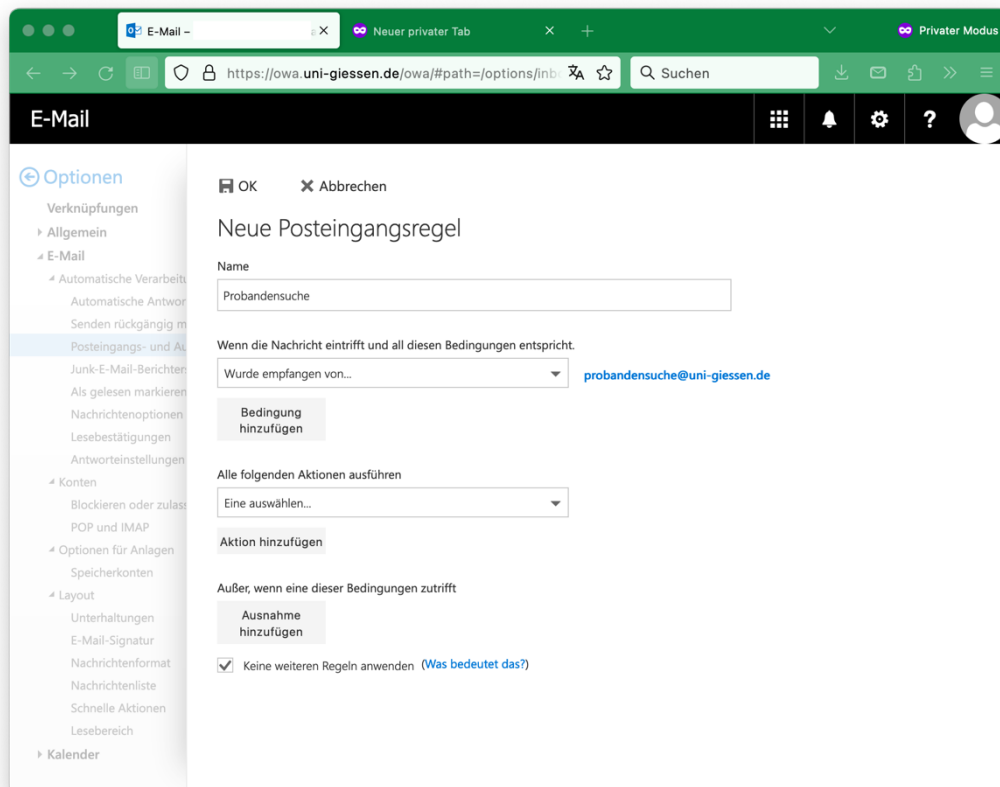 E-Mail –
Neuer privater Tab
Privater Modus
https://owa.uni-giessen.de/owa/#path=/options/inb
Suchen
E-Mail
?
Optionen
Verknüpfungen
Allgemein
E-Mail
Automatische Verarbeitu
Automatische Antwor
Senden rückgängig m
Posteingangs- und Au
Junk-E-Mail-Berichters
Als gelesen markieren
Nachrichtenoptionen
Lesebestätigungen
Antworteinstellungen
Konten
Blockieren oder zulass
POP und IMAP
Optionen für Anlagen
Speicherkonten
Layout
Unterhaltungen
E-Mail-Signatur
Nachrichtenformat
Nachrichtenliste
Schnelle Aktionen
Lesebereich
Kalender
OK Abbrechen
Neue Posteingangsregel
Name
Probandensuche
Wenn die Nachricht eintrifft und all diesen Bedingungen entspricht.
Wurde empfangen von... probandensuche@uni-giessen.de
Bedingung
hinzufügen
Alle folgenden Aktionen ausführen
Eine auswählen...
Aktion hinzufügen
Außer, wenn eine dieser Bedingungen zutrifft
Ausnahme
hinzufügen
Keine weiteren Regeln anwenden (Was bedeutet das?)